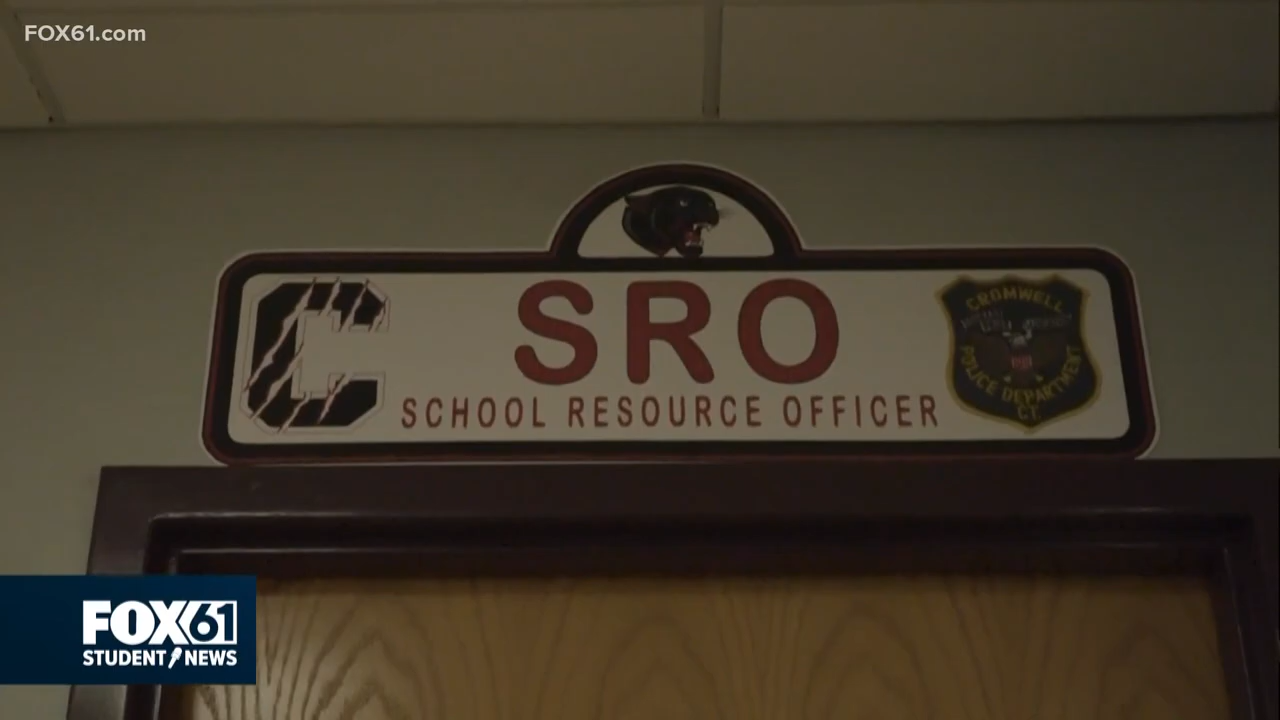 FOX61.com
C
SRO
SCHOOL RESOURCE OFFICER
CROMWELL
POLICE DEPARTMENT
CT.
FOX61
STUDENT NEWS